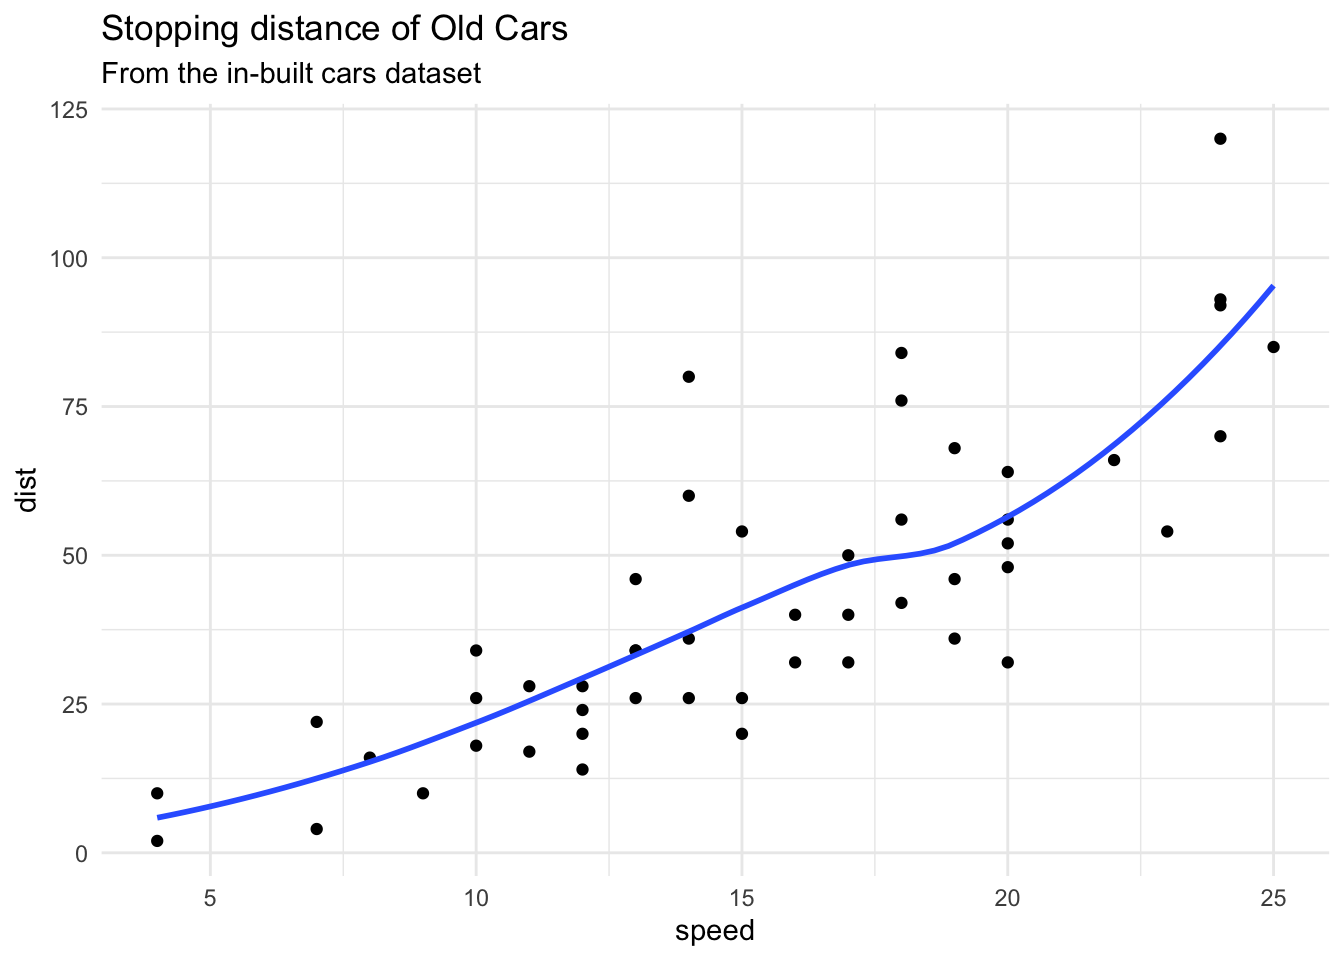 Stopping distance of Old Cars
From the in-built cars dataset
125
100
75
50
25
0
dist
5 10 15 20 25
speed